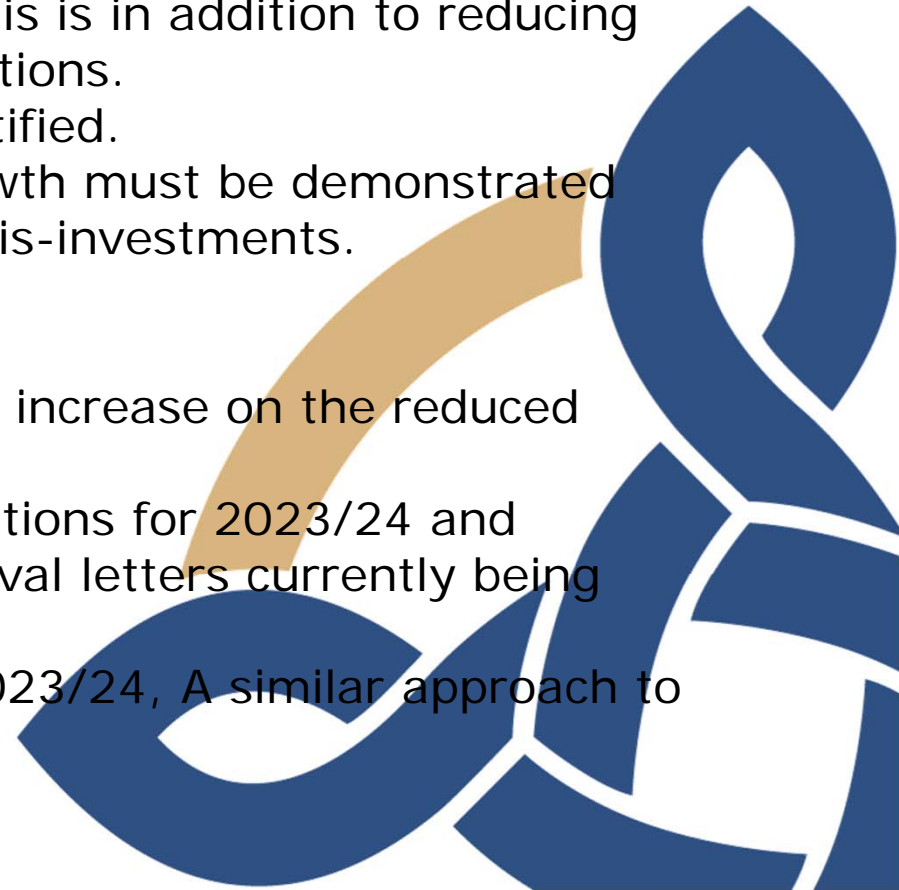 is is in addition to reducing
tions.
tified.
wth must be demonstrated
is-investments.
increase on the reduced
tions for 2023/24 and
val letters currently being
023/24, A similar approach to